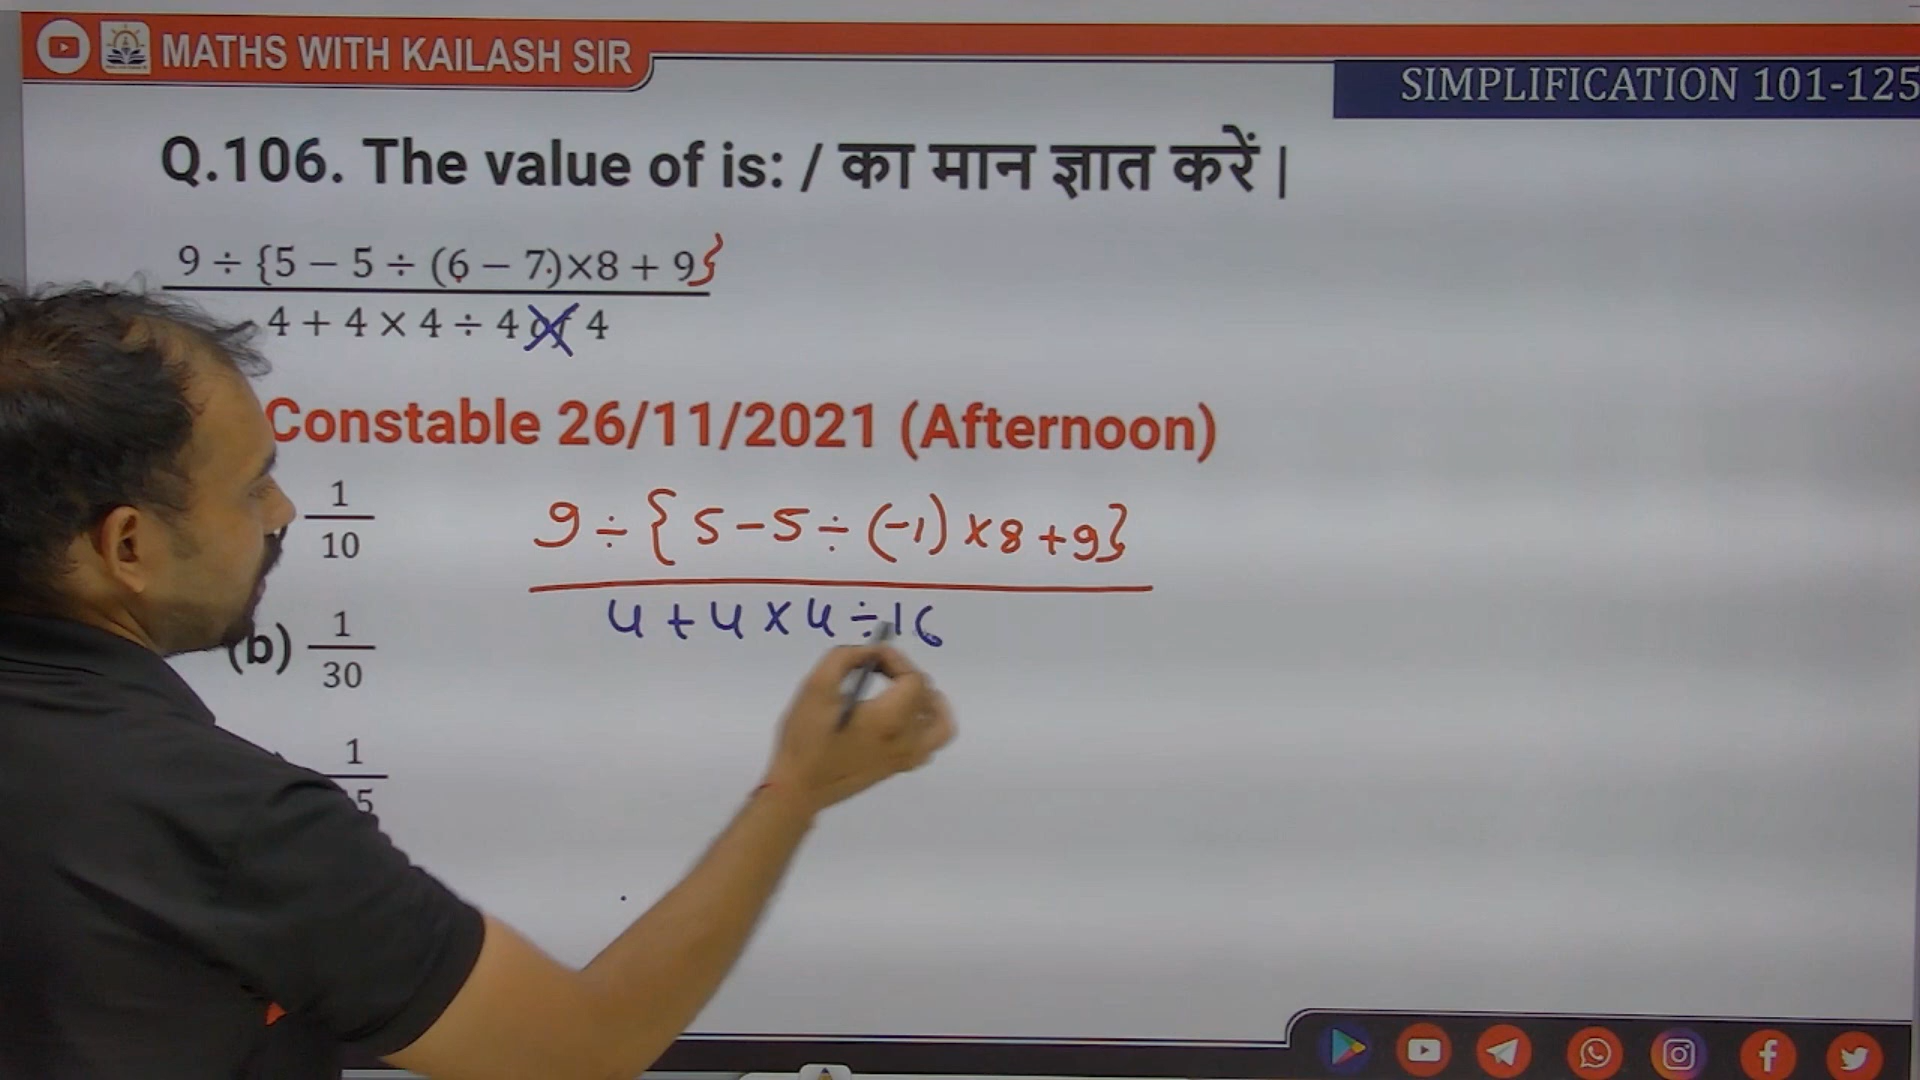 MATHS WITH KAILASH SIR
SIMPLIFICATION 101-125
Q.106. The value of is: / का मान ज्ञात करें |
9 ÷ {5 − 5 ÷ (6 − 7)×8 + 9}
4 + 4 × 4 ÷ 4 of 4
Constable 26/11/2021 (Afternoon)
1
10
9 ÷ { 5 − 5 ÷ (−1) × 8 + 9}
4 + 4 × 4 ÷ 16
(b) 1
30
1
5